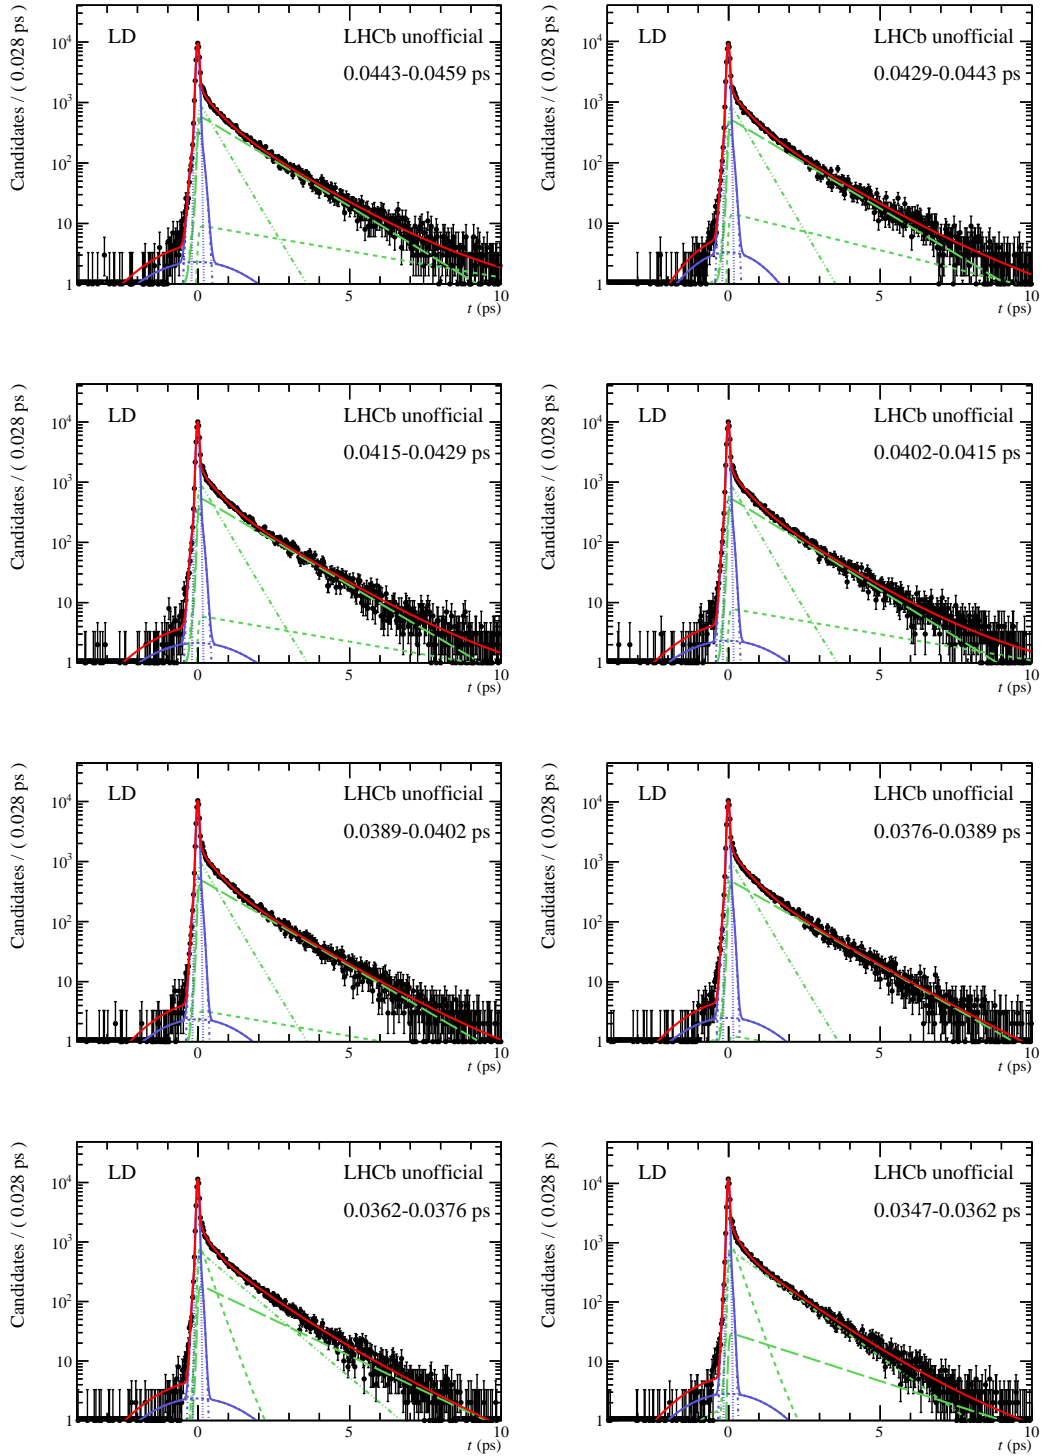 Candidates / ( 0.028 ps )
LD
LHCb unofficial
0.0443-0.0459 ps
10⁴
10³
10²
10
1
0
5
10
t (ps)
Candidates / ( 0.028 ps )
LD
LHCb unofficial
0.0429-0.0443 ps
10⁴
10³
10²
10
1
0
5
10
t (ps)
Candidates / ( 0.028 ps )
LD
LHCb unofficial
0.0415-0.0429 ps
10⁴
10³
10²
10
1
0
5
10
t (ps)
Candidates / ( 0.028 ps )
LD
LHCb unofficial
0.0402-0.0415 ps
10⁴
10³
10²
10
1
0
5
10
t (ps)
Candidates / ( 0.028 ps )
LD
LHCb unofficial
0.0389-0.0402 ps
10⁴
10³
10²
10
1
0
5
10
t (ps)
Candidates / ( 0.028 ps )
LD
LHCb unofficial
0.0376-0.0389 ps
10⁴
10³
10²
10
1
0
5
10
t (ps)
Candidates / ( 0.028 ps )
LD
LHCb unofficial
0.0362-0.0376 ps
10⁴
10³
10²
10
1
0
5
10
t (ps)
Candidates / ( 0.028 ps )
LD
LHCb unofficial
0.0347-0.0362 ps
10⁴
10³
10²
10
1
0
5
10
t (ps)